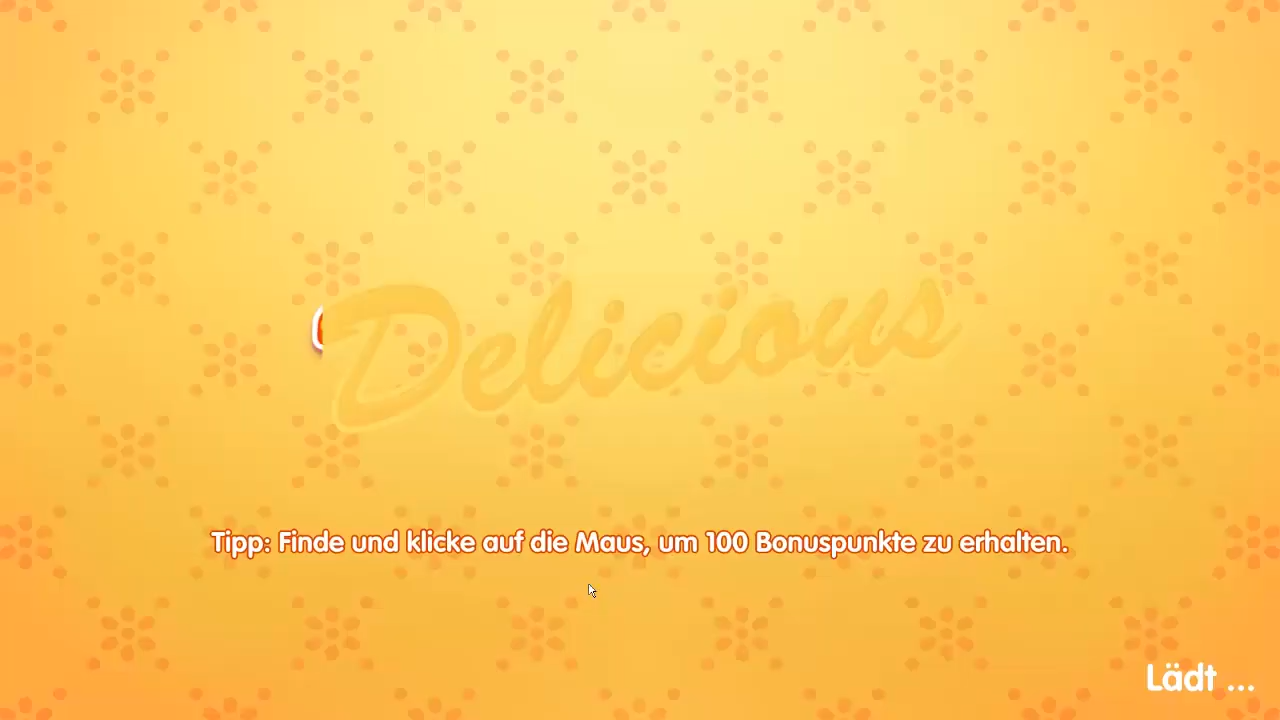 Delicious
Tipp: Finde und klicke auf die Maus, um 100 Bonuspunkte zu erhalten.
Lädt ...